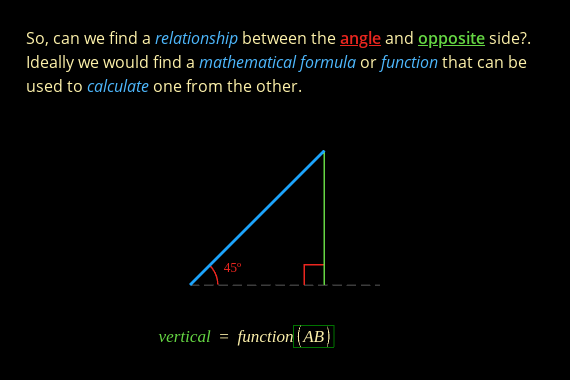 So, can we find a relationship between the angle and opposite side?.
Ideally we would find a mathematical formula or function that can be
used to calculate one from the other.
45°
vertical = function(AB)